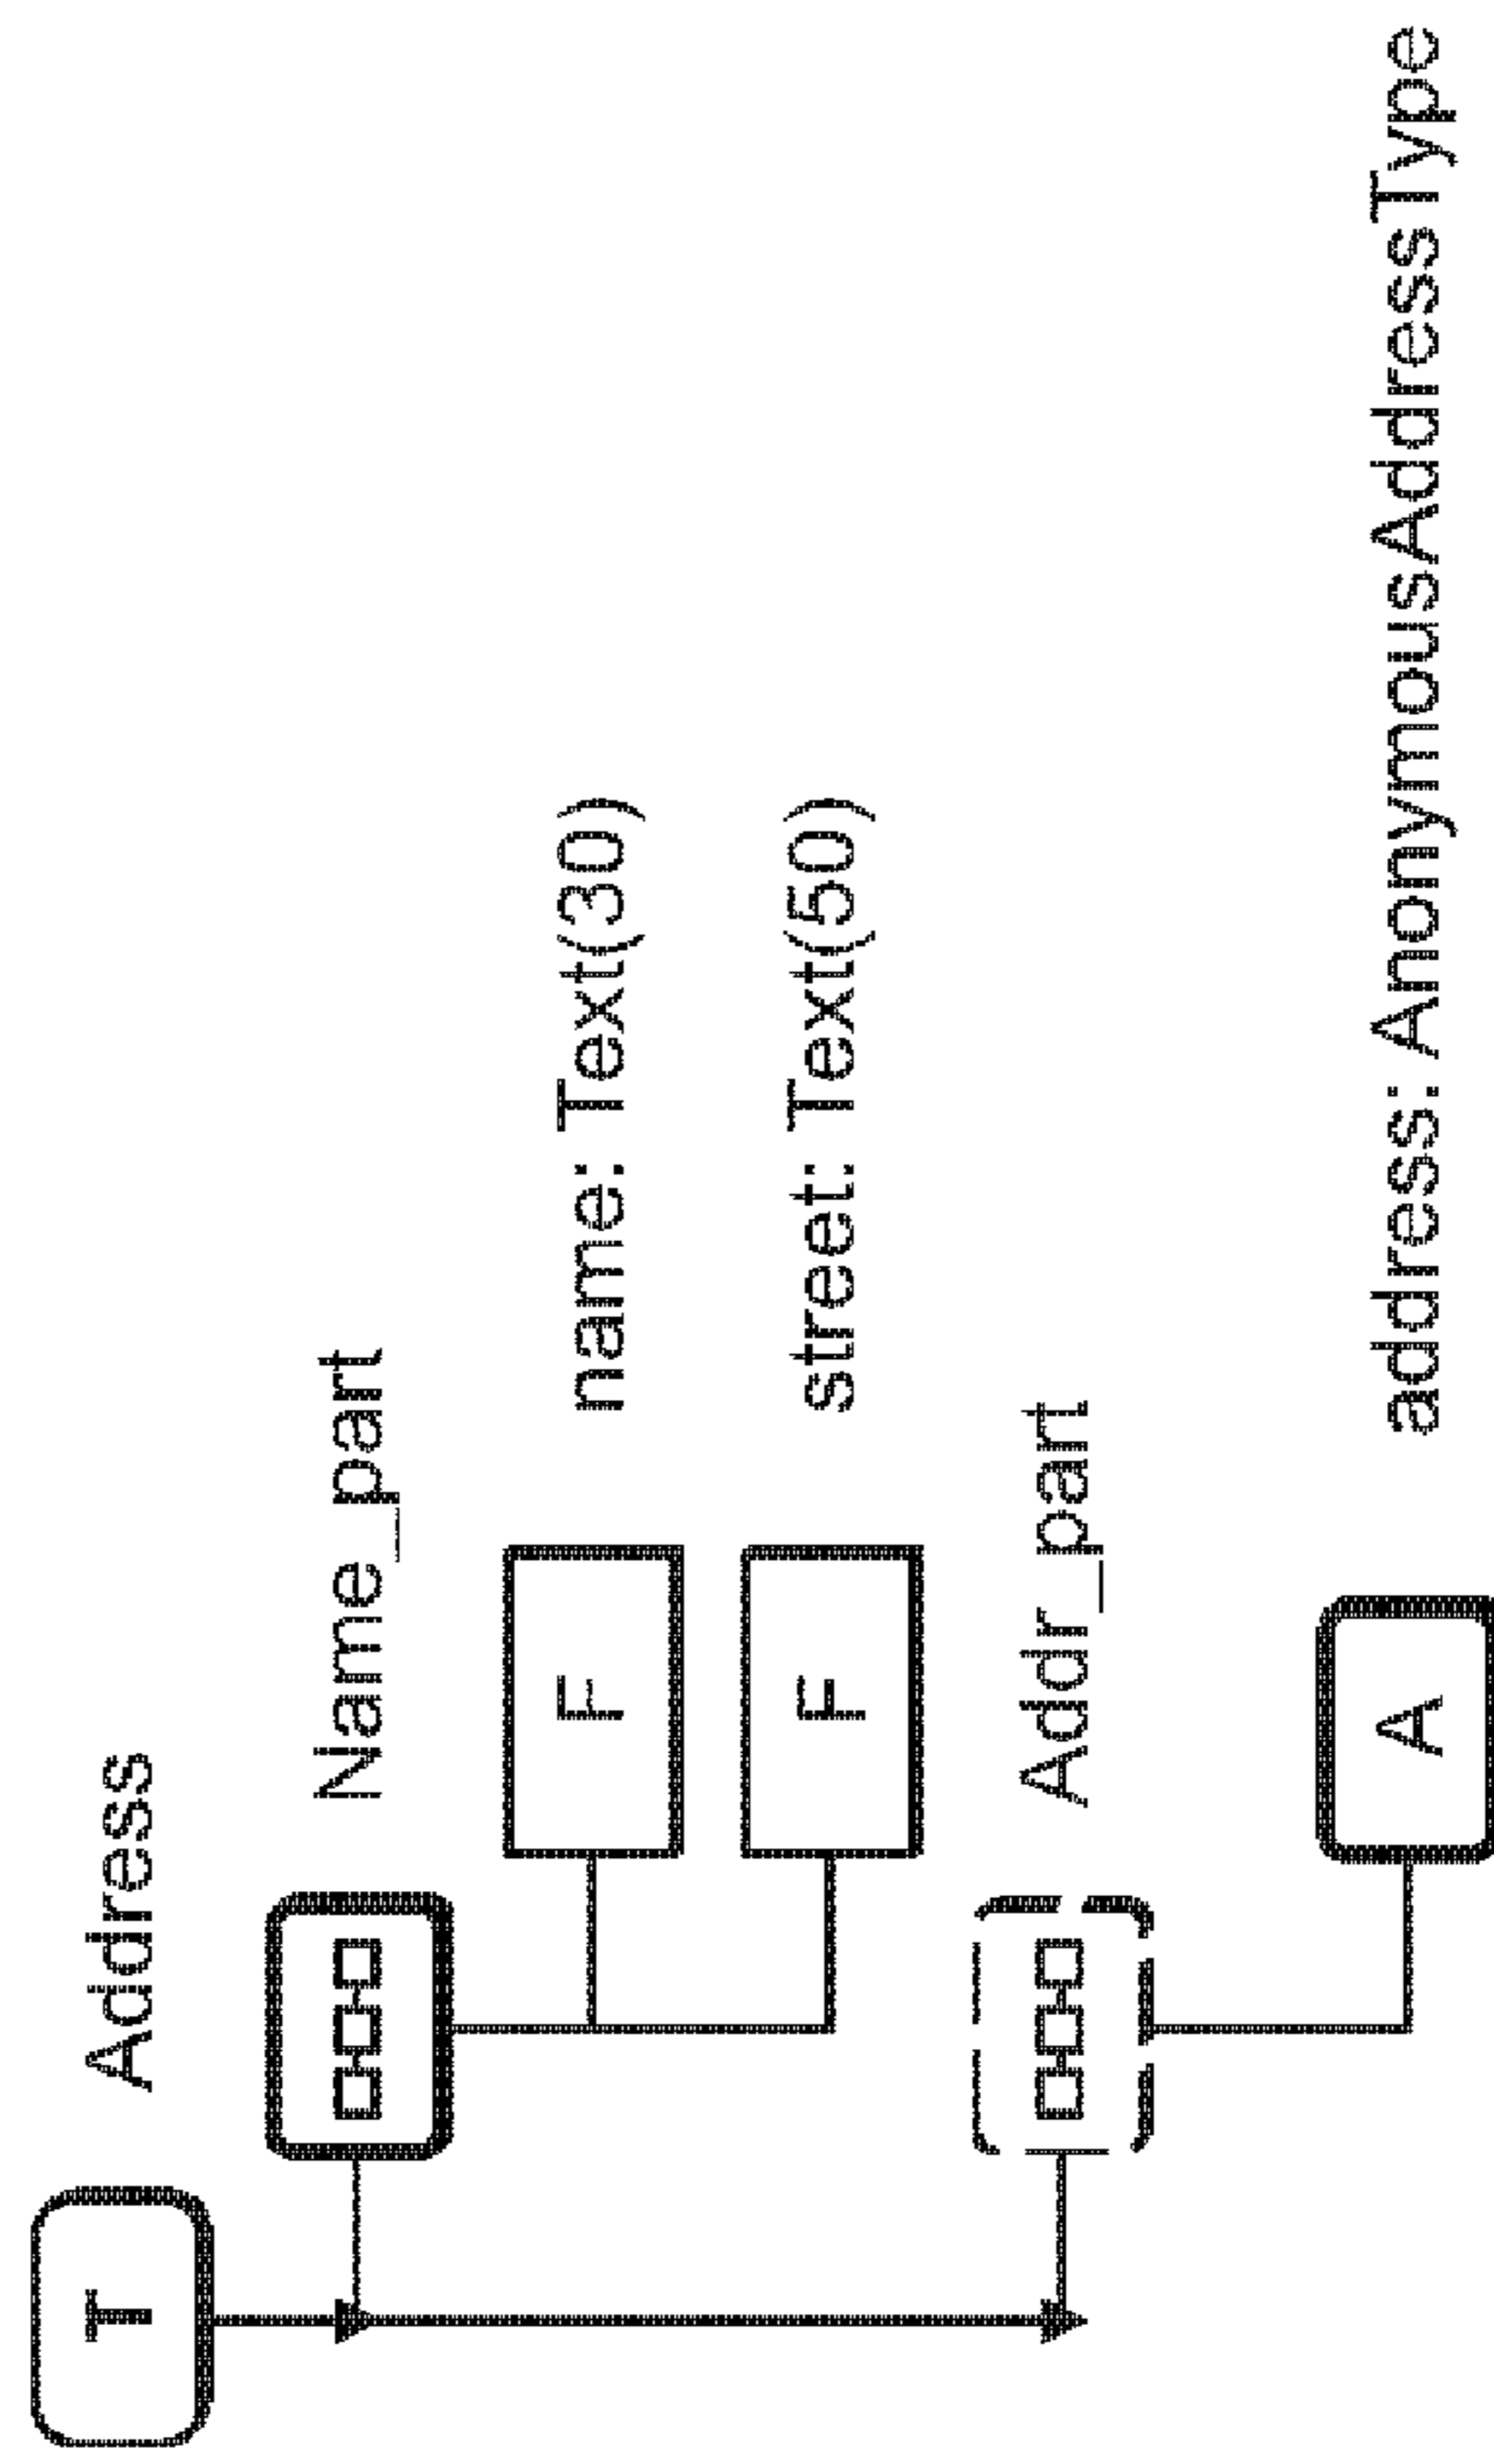 T Address
Name_part
F name: Text(30)
F street: Text(50)
Addr_part
A address: AnonymousAddressType